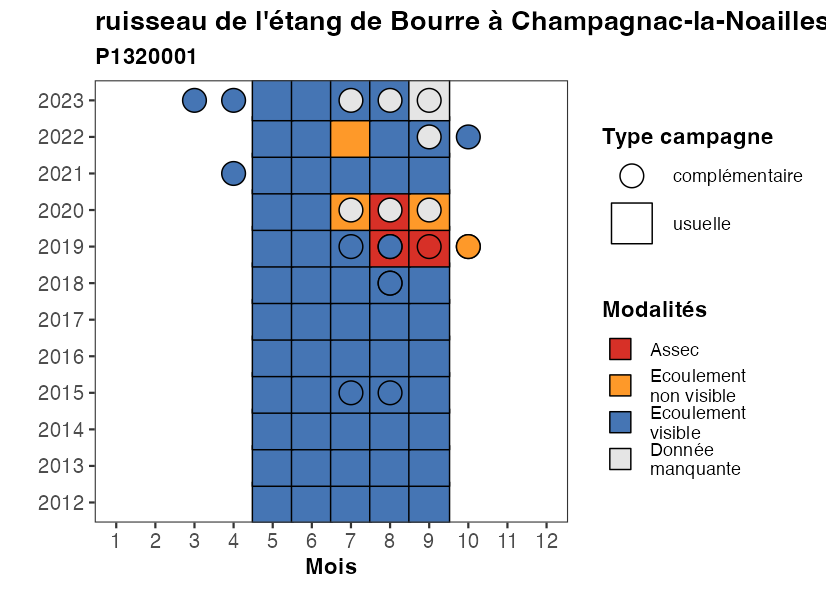 ruisseau de l'étang de Bourre à Champagnac-la-Noailles
P1320001
2023
2022
2021
2020
2019
2018
2017
2016
2015
2014
2013
2012
1 2 3 4 5 6 7 8 9 10 11 12
Mois
Type campagne
complémentaire
usuelle
Modalités
Assec
Ecoulement
non visible
Ecoulement
visible
Donnée
manquante